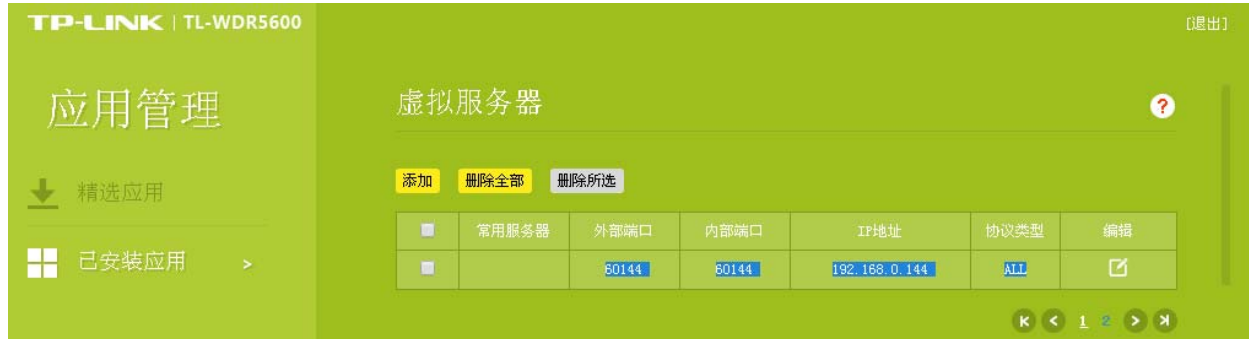 TP-LINK | TL-WDR5600
[退出]
应用管理
虚拟服务器
?
精选应用
添加 删除全部 删除所选
常用服务器 外部端口 内部端口 IP地址 协议类型 编辑
已安装应用 >
60144 60144 192.168.0.144 ALL
1 2